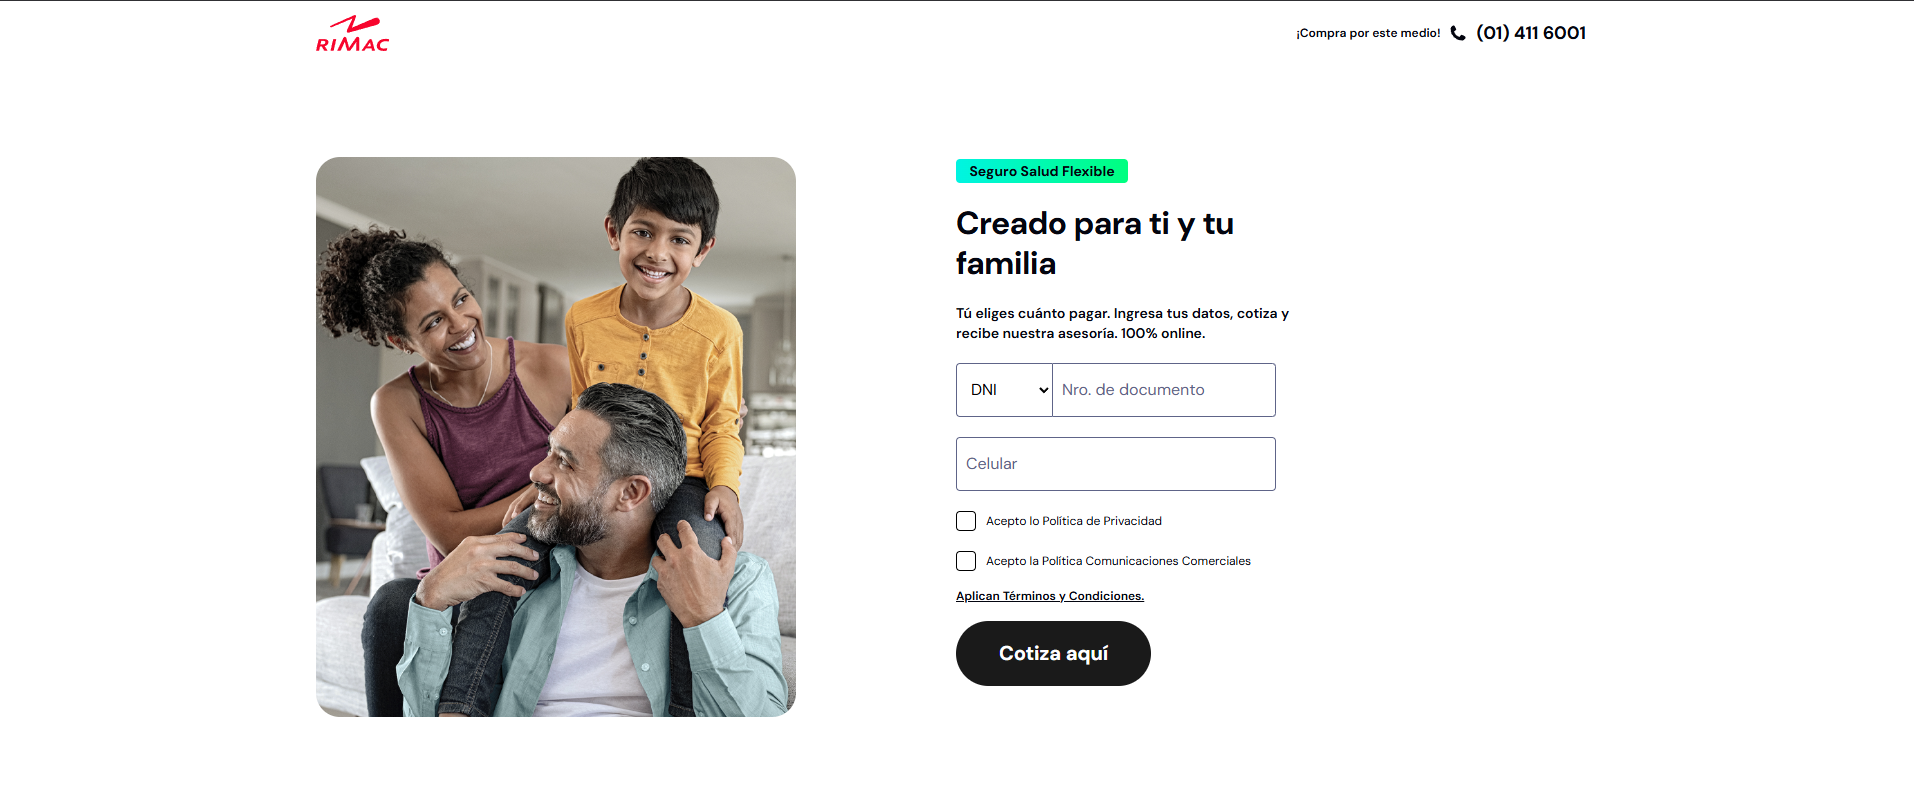 RIMAC
¡Compra por este medio! (01) 411 6001
Seguro Salud Flexible
Creado para ti y tu
familia
Tú eliges cuánto pagar. Ingresa tus datos, cotiza y
recibe nuestra asesoría. 100% online.
DNI
Nro. de documento
Celular
Acepto lo Política de Privacidad
Acepto la Política Comunicaciones Comerciales
Aplican Términos y Condiciones.
Cotiza aquí